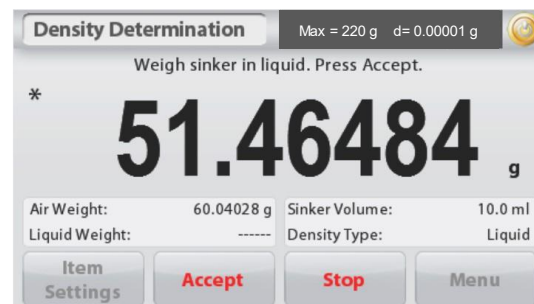 Density Determination Max = 220 g d= 0.00001 g
Weigh sinker in liquid. Press Accept.
* 51.46484 g
Air Weight: 60.04028 g Sinker Volume: 10.0 ml
Liquid Weight: ------ Density Type: Liquid
Item Settings Accept Stop Menu